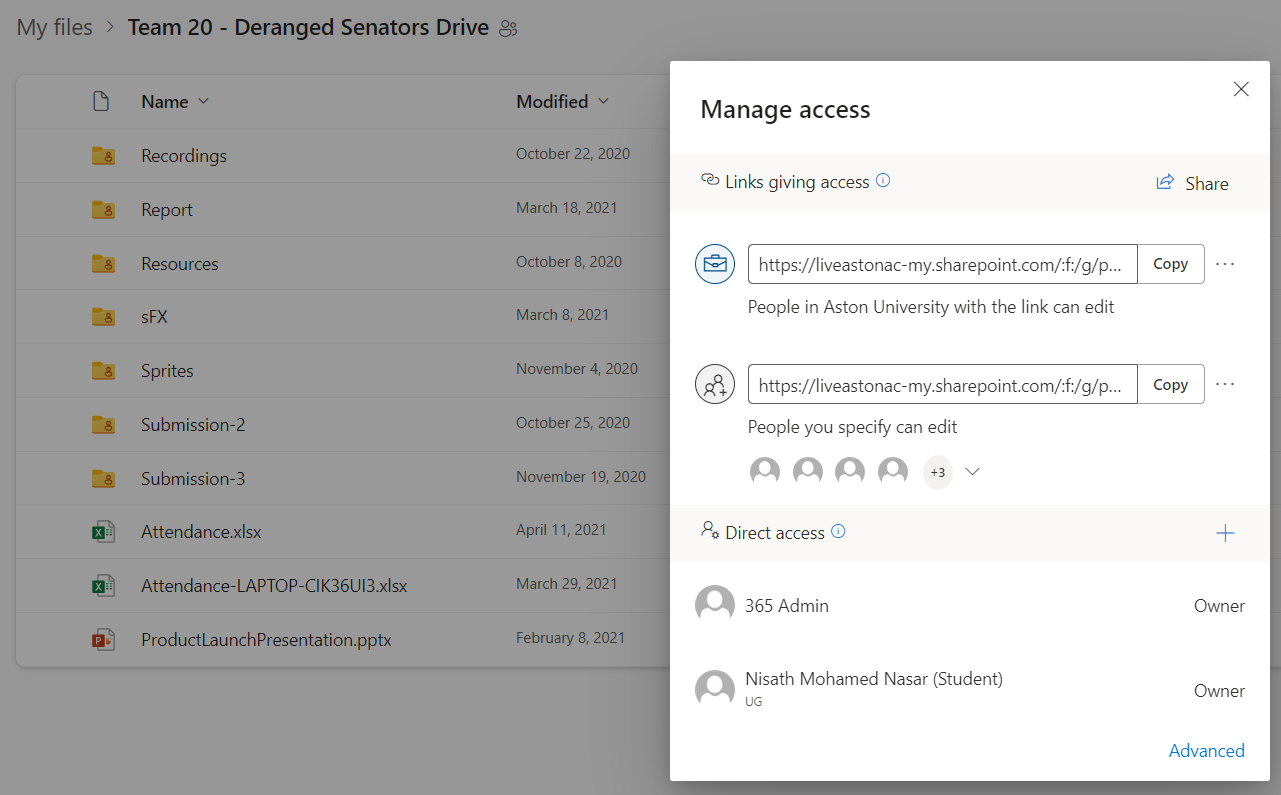 My files > Team 20 - Deranged Senators Drive
Name Modified
Recordings October 22, 2020
Report March 18, 2021
Resources October 8, 2020
sFX March 8, 2021
Sprites November 4, 2020
Submission-2 October 25, 2020
Submission-3 November 19, 2020
Attendance.xlsx April 11, 2021
Attendance-LAPTOP-CIK36UI3.xlsx March 29, 2021
ProductLaunchPresentation.pptx February 8, 2021
Manage access
Links giving access Share
https://liveastonac-my.sharepoint.com/:f:/g/p... Copy ...
People in Aston University with the link can edit
https://liveastonac-my.sharepoint.com/:f:/g/p... Copy ...
People you specify can edit
+3
Direct access +
365 Admin Owner
Nisath Mohamed Nasar (Student) Owner
UG
Advanced